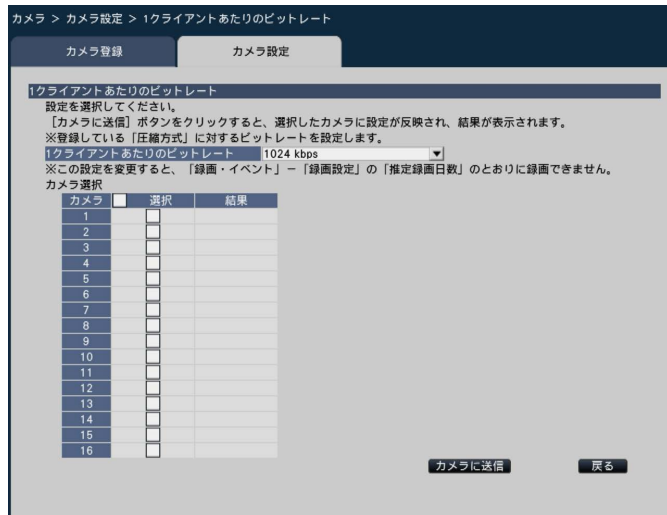 カメラ > カメラ設定 > 1クライアントあたりのビットレート
カメラ登録 カメラ設定
1クライアントあたりのビットレート
設定を選択してください。
［カメラに送信］ボタンをクリックすると、選択したカメラに設定が反映され、結果が表示されます。
※登録している「圧縮方式」に対するビットレートを設定します。
1クライアントあたりのビットレート 1024 kbps
※この設定を変更すると、「録画・イベント」－「録画設定」の「推定録画日数」のとおりに録画できません。
カメラ選択
カメラ 選択 結果
1
2
3
4
5
6
7
8
9
10
11
12
13
14
15
16
カメラに送信 戻る